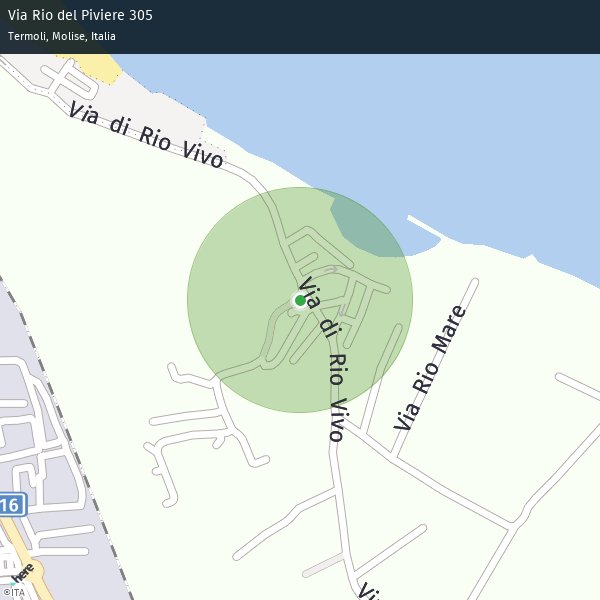 Via Rio del Piviere 305
Termoli, Molise, Italia
Via di Rio Vivo
Via di Rio Vivo
Via Rio Mare
16
here
©ITA
Vi